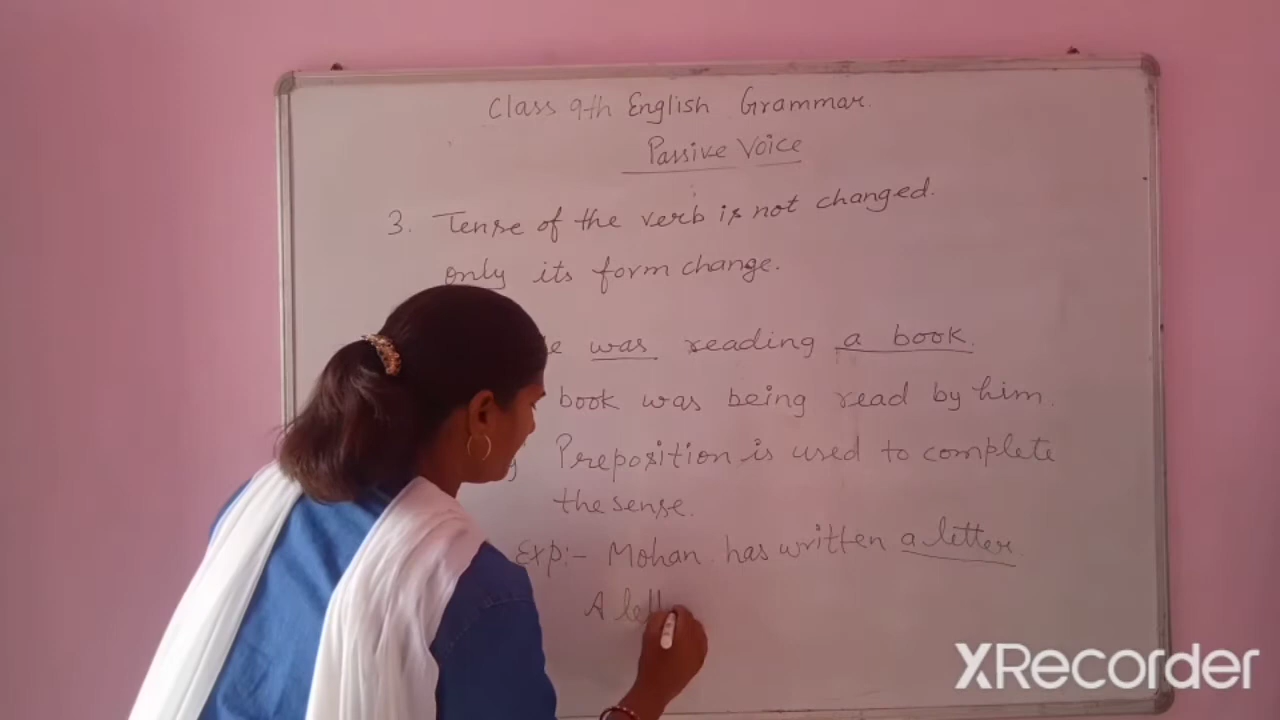 Class 9th English Grammar.
Passive Voice
3. Tense of the verb is not changed.
only its form change.
was reading a book.
book was being read by him.
Preposition is used to complete
the sense.
Exp:- Mohan has written a letter.
A lett
XRecorder